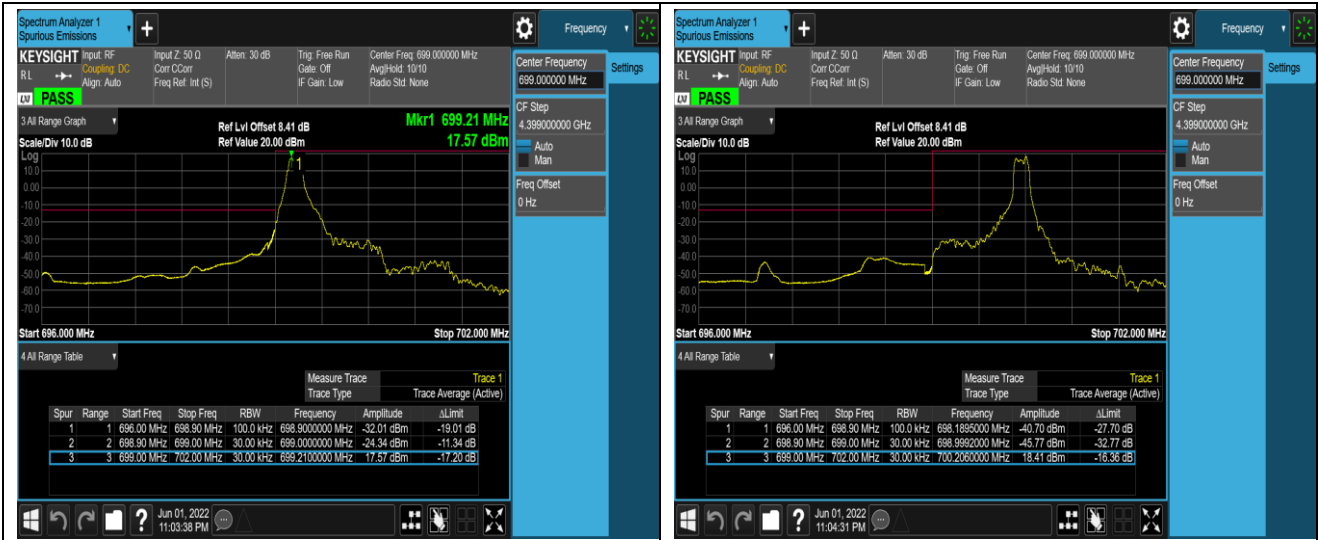 Spectrum Analyzer 1
Spurious Emissions
+
Frequency
KEYSIGHT Input: RF Input Z: 50 Ω Atten: 30 dB Trig: Free Run Center Freq: 699.000000 MHz
Coupling: DC Corr CCorr Gate: Off Avg|Hold: 10/10
RL Align: Auto Freq Ref: Int (S) IF Gain: Low Radio Std: None
PASS
Center Frequency
699.000000 MHz
Settings
CF Step
4.399000000 GHz
Auto
Man
Freq Offset
0 Hz
3 All Range Graph
Ref Lvl Offset 8.41 dB
Mkr1 699.21 MHz
Scale/Div 10.0 dB Ref Value 20.00 dBm 17.57 dBm
Log
10.0
0.00
-10.0
-20.0
-30.0
-40.0
-50.0
-60.0
-70.0
1
Start 696.000 MHz Stop 702.000 MHz
4 All Range Table
Measure Trace Trace 1
Trace Type Trace Average (Active)
Spur Range Start Freq Stop Freq RBW Frequency Amplitude ΔLimit
1 1 696.00 MHz 698.90 MHz 100.0 kHz 698.9000000 MHz -32.01 dBm -19.01 dB
2 2 698.90 MHz 699.00 MHz 30.00 kHz 699.0000000 MHz -24.34 dBm -11.34 dB
3 3 699.00 MHz 702.00 MHz 30.00 kHz 699.2100000 MHz 17.57 dBm -17.20 dB
?
Jun 01, 2022
11:03:38 PM
Spectrum Analyzer 1
Spurious Emissions
+
Frequency
KEYSIGHT Input: RF Input Z: 50 Ω Atten: 30 dB Trig: Free Run Center Freq: 699.000000 MHz
Coupling: DC Corr CCorr Gate: Off Avg|Hold: 10/10
RL Align: Auto Freq Ref: Int (S) IF Gain: Low Radio Std: None
PASS
Center Frequency
699.000000 MHz
Settings
CF Step
4.399000000 GHz
Auto
Man
Freq Offset
0 Hz
3 All Range Graph
Ref Lvl Offset 8.41 dB
Scale/Div 10.0 dB Ref Value 20.00 dBm
Log
10.0
0.00
-10.0
-20.0
-30.0
-40.0
-50.0
-60.0
-70.0
Start 696.000 MHz Stop 702.000 MHz
4 All Range Table
Measure Trace Trace 1
Trace Type Trace Average (Active)
Spur Range Start Freq Stop Freq RBW Frequency Amplitude ΔLimit
1 1 696.00 MHz 698.90 MHz 100.0 kHz 698.1895000 MHz -40.70 dBm -27.70 dB
2 2 698.90 MHz 699.00 MHz 30.00 kHz 698.9992000 MHz -45.77 dBm -32.77 dB
3 3 699.00 MHz 702.00 MHz 30.00 kHz 700.2060000 MHz 18.41 dBm -16.36 dB
?
Jun 01, 2022
11:04:31 PM